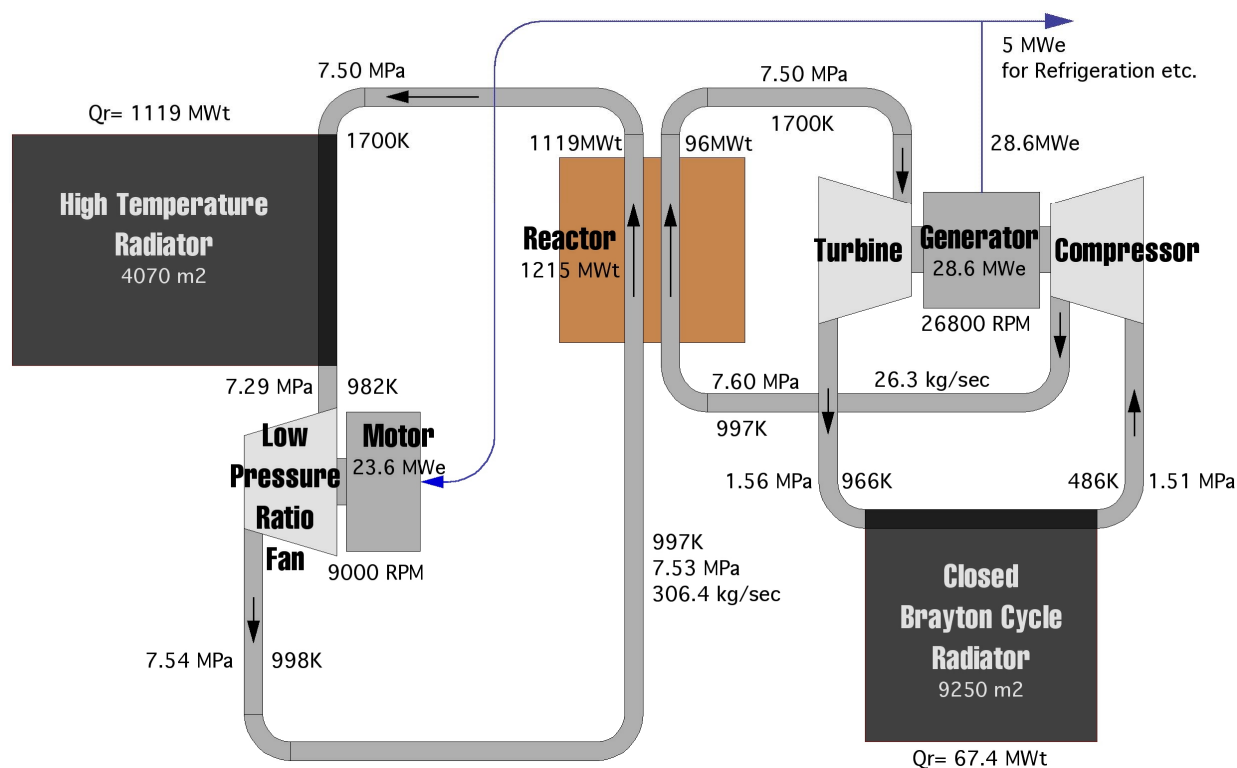 7.50 MPa
7.50 MPa
5 MWe
for Refrigeration etc.
Qr= 1119 MWt
1700K
1119MWt
96MWt
1700K
28.6MWe
High Temperature
Radiator
4070 m2
Reactor
1215 MWt
Turbine
Generator
28.6 MWe
Compressor
26800 RPM
7.29 MPa
982K
7.60 MPa
26.3 kg/sec
997K
Low
Pressure
Ratio
Fan
Motor
23.6 MWe
9000 RPM
1.56 MPa
966K
486K
1.51 MPa
997K
7.53 MPa
306.4 kg/sec
Closed
Brayton Cycle
Radiator
9250 m2
7.54 MPa
998K
Qr= 67.4 MWt